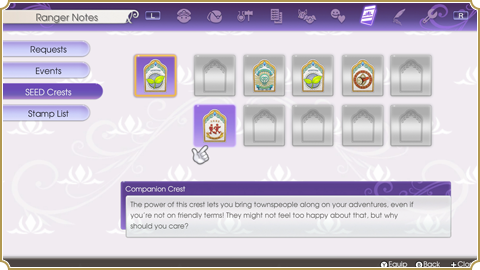 Ranger Notes
L
R
Requests
Events
SEED Crests
Stamp List
Companion Crest
The power of this crest lets you bring townspeople along on your adventures, even if
you're not on friendly terms! They might not feel too happy about that, but why
should you care?
Equip
Back
+ Clo